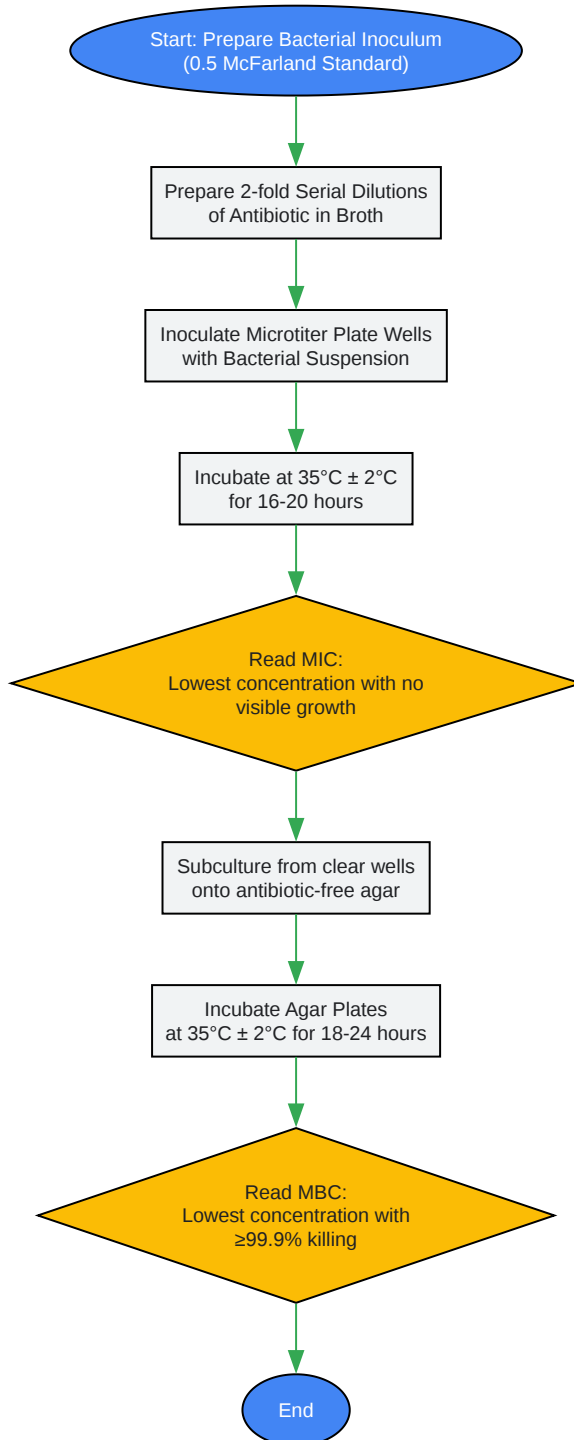 Start: Prepare Bacterial Inoculum
(0.5 McFarland Standard)
Prepare 2-fold Serial Dilutions
of Antibiotic in Broth
Inoculate Microtiter Plate Wells
with Bacterial Suspension
Incubate at 35°C ± 2°C
for 16-20 hours
Read MIC:
Lowest concentration with no
visible growth
Subculture from clear wells
onto antibiotic-free agar
Incubate Agar Plates
at 35°C ± 2°C for 18-24 hours
Read MBC:
Lowest concentration with
≥99.9% killing
End